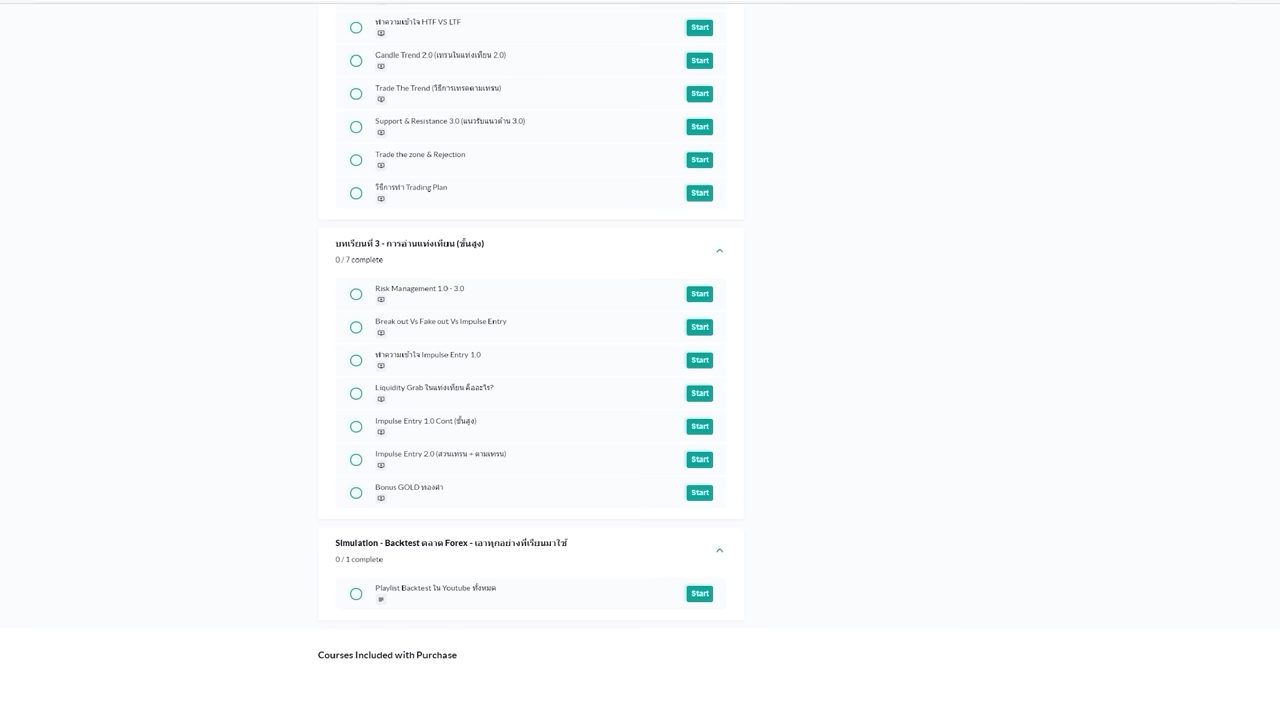 ทำความเข้าใจ HTF VS LTF
Start
Candle Trend 2.0 (เทรนในแท่งเทียน 2.0)
Start
Trade The Trend (วิธีการเทรดตามเทรน)
Start
Support & Resistance 3.0 (แนวรับแนวต้าน 3.0)
Start
Trade the zone & Rejection
Start
วิธีการทำ Trading Plan
Start
บทเรียนที่ 3 - การอ่านแท่งเทียน (ขั้นสูง)
0 / 7 complete
Risk Management 1.0 - 3.0
Start
Break out Vs Fake out Vs Impulse Entry
Start
ทำความเข้าใจ Impulse Entry 1.0
Start
Liquidity Grab ในแท่งเทียน คืออะไร?
Start
Impulse Entry 1.0 Cont (ขั้นสูง)
Start
Impulse Entry 2.0 (สวนเทรน + ตามเทรน)
Start
Bonus GOLD ทองคำ
Start
Simulation - Backtest ตลาด Forex - เอาทุกอย่างที่เรียนมาใช้
0 / 1 complete
Playlist Backtest ใน Youtube ทั้งหมด
Start
Courses Included with Purchase